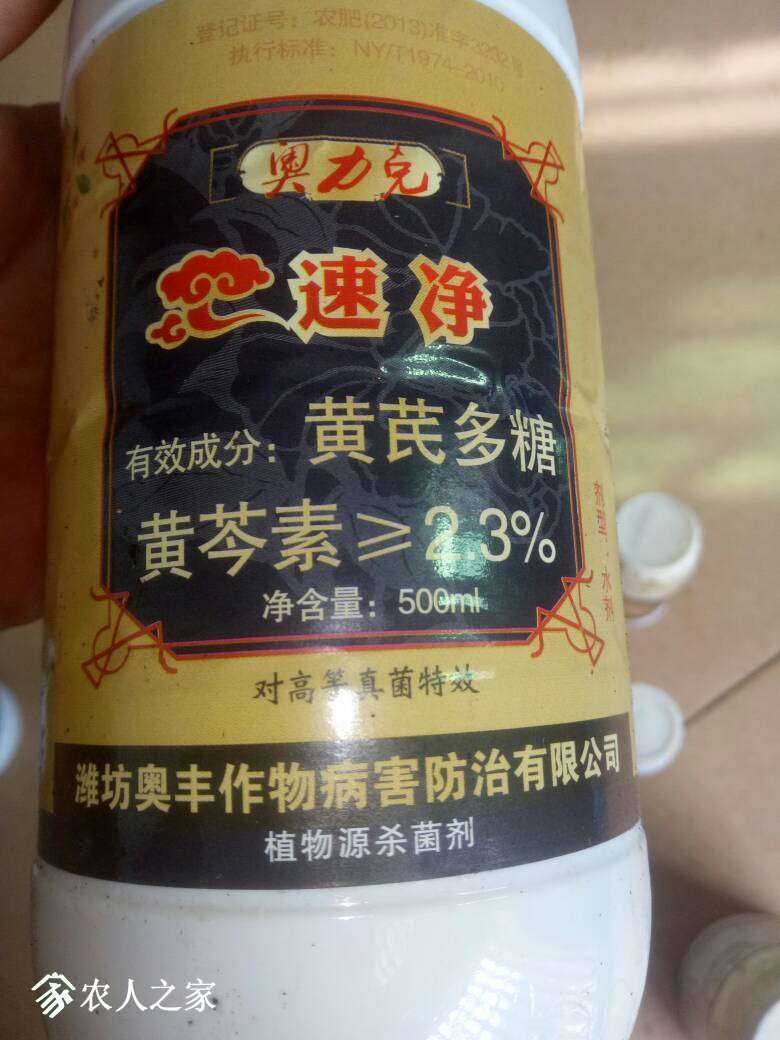 登记证号：农肥(2013)准字3292号
执行标准：NY/T1974-2010
奥力克
速净
有效成分：黄芪多糖
黄芩素≥2.3%
净含量：500ml
剂型：水剂
对高等真菌特效
潍坊奥丰作物病害防治有限公司
植物源杀菌剂
农人之家